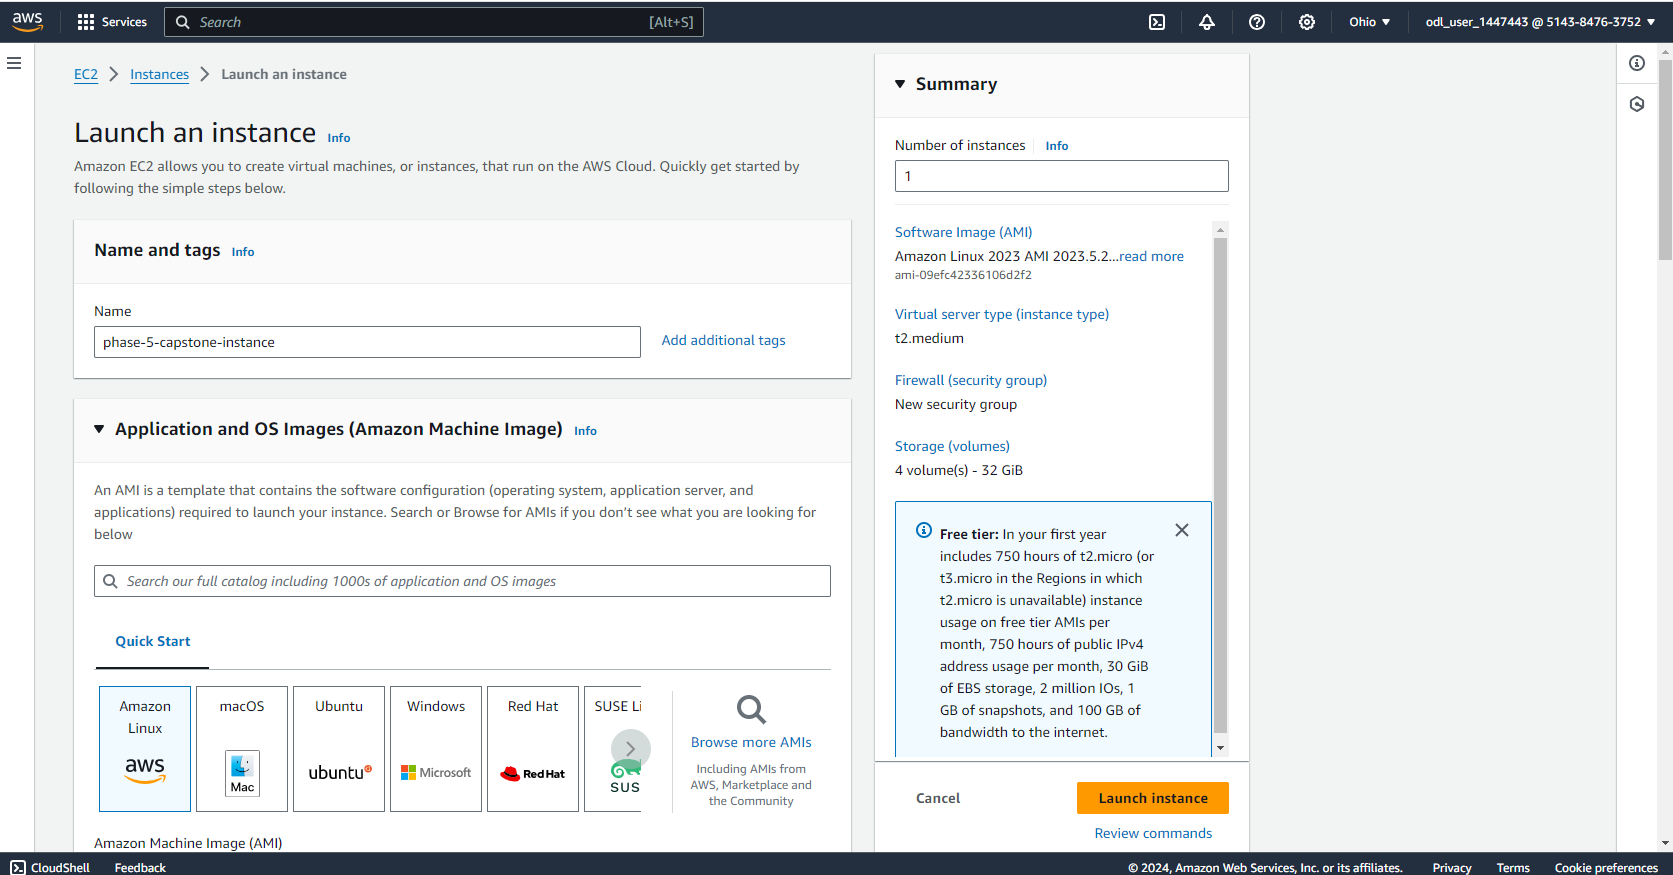 aws
Services
Search
[Alt+S]
Ohio
odl_user_1447443 @ 5143-8476-3752
EC2
Instances
Launch an instance
Launch an instance Info
Amazon EC2 allows you to create virtual machines, or instances, that run on the AWS Cloud. Quickly get started by
following the simple steps below.
Name and tags Info
Name
phase-5-capstone-instance
Add additional tags
Application and OS Images (Amazon Machine Image) Info
An AMI is a template that contains the software configuration (operating system, application server, and
applications) required to launch your instance. Search or Browse for AMIs if you don't see what you are looking for
below
Search our full catalog including 1000s of application and OS images
Quick Start
Amazon
Linux
aws
macOS
Mac
Ubuntu
ubuntu
Windows
Microsoft
Red Hat
RedHat
SUSE Li
SUS
Browse more AMIs
Including AMIs from
AWS, Marketplace and
the Community
Amazon Machine Image (AMI)
Summary
Number of instances Info
1
Software Image (AMI)
Amazon Linux 2023 AMI 2023.5.2...read more
ami-09efc42336106d2f2
Virtual server type (instance type)
t2.medium
Firewall (security group)
New security group
Storage (volumes)
4 volume(s) - 32 GiB
Free tier: In your first year
includes 750 hours of t2.micro (or
t3.micro in the Regions in which
t2.micro is unavailable) instance
usage on free tier AMIs per
month, 750 hours of public IPv4
address usage per month, 30 GiB
of EBS storage, 2 million IOs, 1
GB of snapshots, and 100 GB of
bandwidth to the internet.
Cancel
Launch instance
Review commands
CloudShell
Feedback
© 2024, Amazon Web Services, Inc. or its affiliates.
Privacy
Terms
Cookie preferences